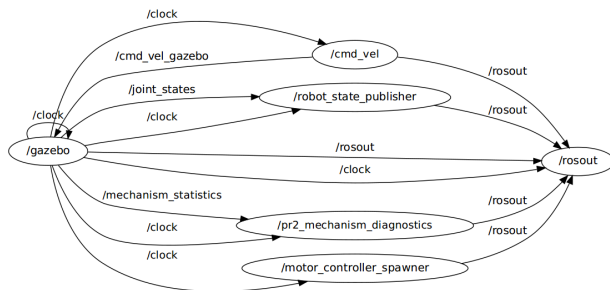 /clock
/cmd_vel_gazebo
/cmd_vel
/rosout
/joint_states
/robot_state_publisher
/clock
/clock
/rosout
/gazebo
/rosout
/clock
/rosout
/mechanism_statistics
/rosout
/clock
/pr2_mechanism_diagnostics
/rosout
/clock
/motor_controller_spawner